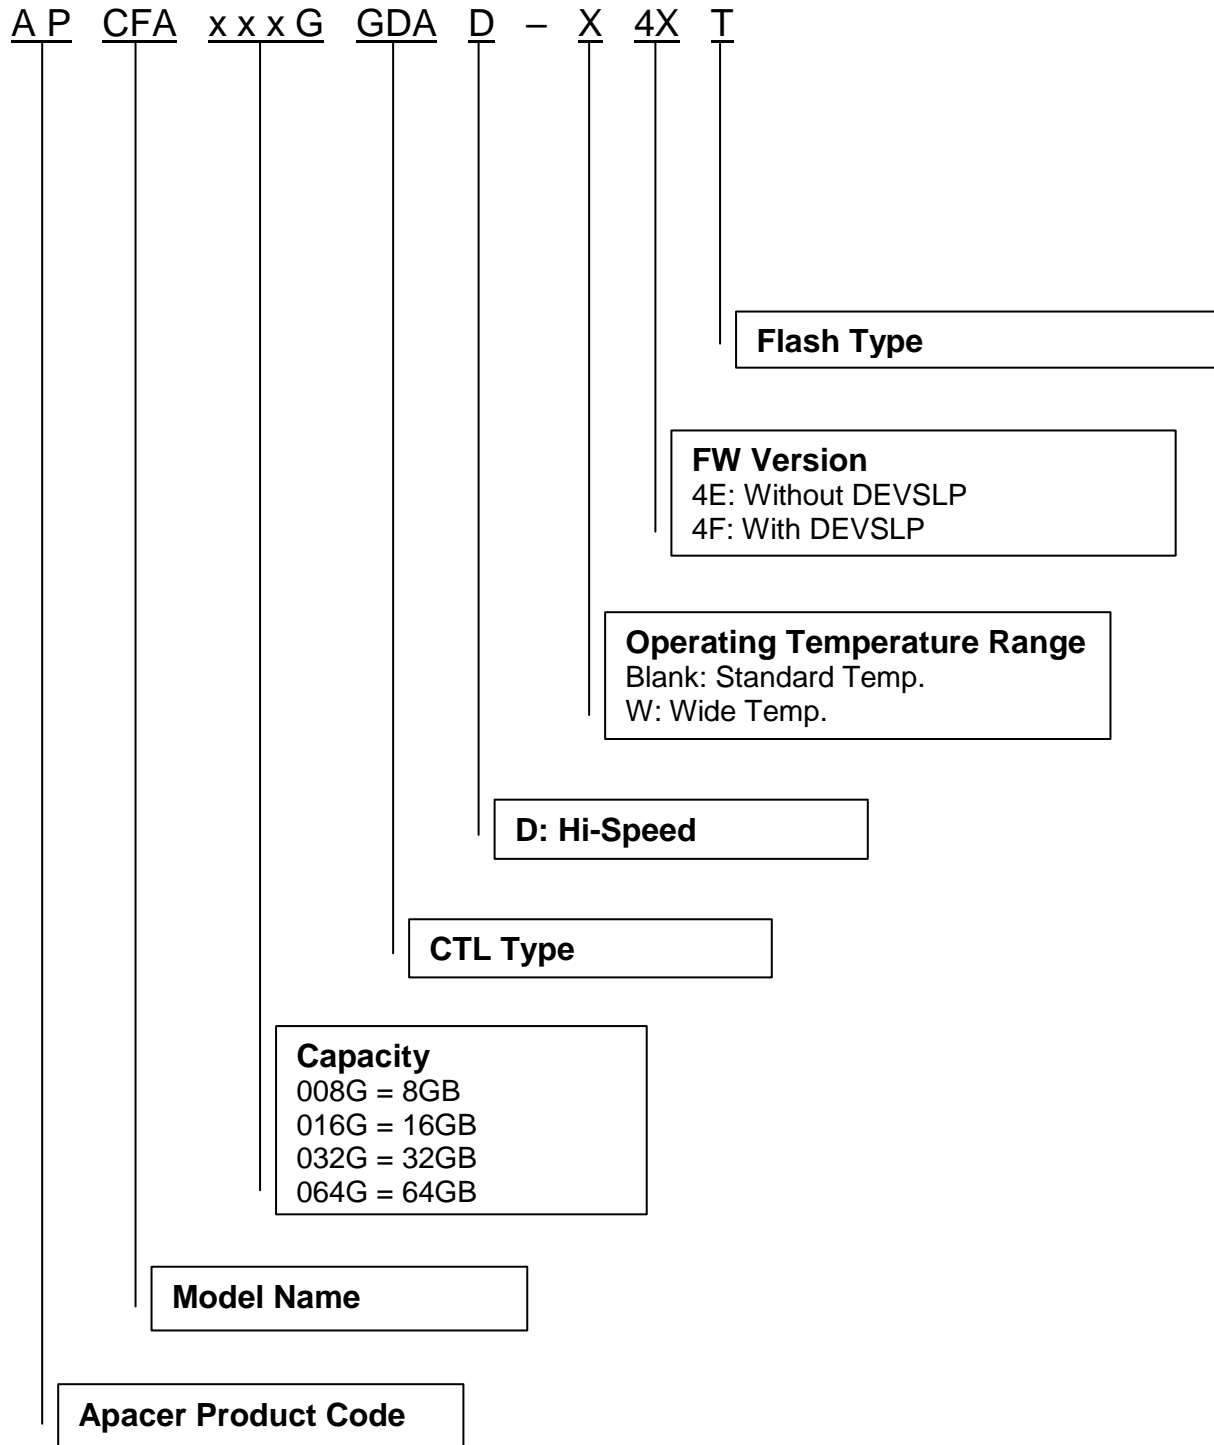 A P CFA x x x G GDA D – X 4X T
Flash Type
FW Version
4E: Without DEVSLP
4F: With DEVSLP
Operating Temperature Range
Blank: Standard Temp.
W: Wide Temp.
D: Hi-Speed
CTL Type
Capacity
008G = 8GB
016G = 16GB
032G = 32GB
064G = 64GB
Model Name
Apacer Product Code